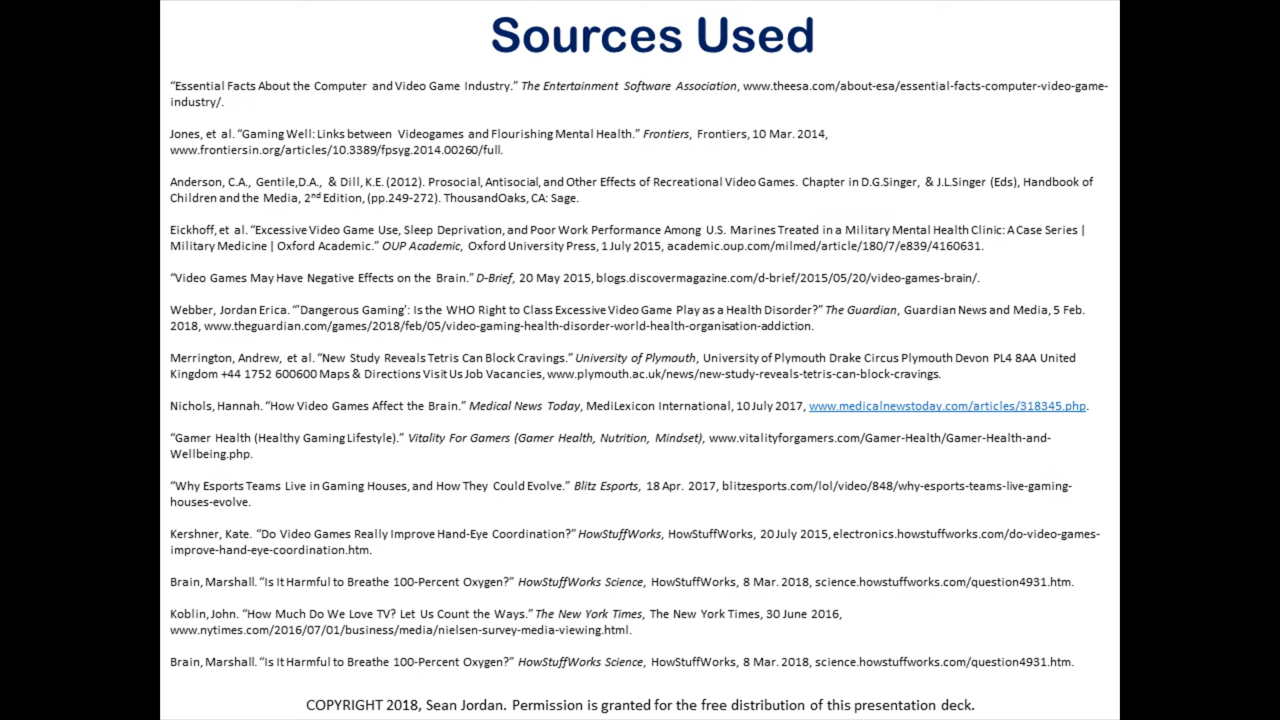 Sources Used
“Essential Facts About the Computer and Video Game Industry.” The Entertainment Software Association, www.theesa.com/about-esa/essential-facts-computer-video-game-
industry/.
Jones, et al. “Gaming Well: Links between Videogames and Flourishing Mental Health.” Frontiers, Frontiers, 10 Mar. 2014,
www.frontiersin.org/articles/10.3389/fpsyg.2014.00260/full.
Anderson, C.A., Gentile,D.A., & Dill, K.E. (2012). Prosocial, Antisocial, and Other Effects of Recreational Video Games. Chapter in D.G.Singer, & J.L.Singer (Eds), Handbook of
Children and the Media, 2nd Edition, (pp.249-272). ThousandOaks, CA: Sage.
Eickhoff, et al. “Excessive Video Game Use, Sleep Deprivation, and Poor Work Performance Among U.S. Marines Treated in a Military Mental Health Clinic: A Case Series |
Military Medicine | Oxford Academic.” OUP Academic, Oxford University Press, 1 July 2015, academic.oup.com/milmed/article/180/7/e839/4160631.
“Video Games May Have Negative Effects on the Brain.” D-Brief, 20 May 2015, blogs.discovermagazine.com/d-brief/2015/05/20/video-games-brain/.
Webber, Jordan Erica. “'Dangerous Gaming': Is the WHO Right to Class Excessive Video Game Play as a Health Disorder?” The Guardian, Guardian News and Media, 5 Feb.
2018, www.theguardian.com/games/2018/feb/05/video-gaming-health-disorder-world-health-organisation-addiction.
Merrington, Andrew, et al. “New Study Reveals Tetris Can Block Cravings.” University of Plymouth, University of Plymouth Drake Circus Plymouth Devon PL4 8AA United
Kingdom +44 1752 600600 Maps & Directions Visit Us Job Vacancies, www.plymouth.ac.uk/news/new-study-reveals-tetris-can-block-cravings.
Nichols, Hannah. “How Video Games Affect the Brain.” Medical News Today, MediLexicon International, 10 July 2017, www.medicalnewstoday.com/articles/318345.php.
“Gamer Health (Healthy Gaming Lifestyle).” Vitality For Gamers (Gamer Health, Nutrition, Mindset), www.vitalityforgamers.com/Gamer-Health/Gamer-Health-and-
Wellbeing.php.
“Why Esports Teams Live in Gaming Houses, and How They Could Evolve.” Blitz Esports, 18 Apr. 2017, blitzesports.com/lol/video/848/why-esports-teams-live-gaming-
houses-evolve.
Kershner, Kate. “Do Video Games Really Improve Hand-Eye Coordination?” HowStuffWorks, HowStuffWorks, 20 July 2015, electronics.howstuffworks.com/do-video-games-
improve-hand-eye-coordination.htm.
Brain, Marshall. “Is It Harmful to Breathe 100-Percent Oxygen?” HowStuffWorks Science, HowStuffWorks, 8 Mar. 2018, science.howstuffworks.com/question4931.htm.
Koblin, John. “How Much Do We Love TV? Let Us Count the Ways.” The New York Times, The New York Times, 30 June 2016,
www.nytimes.com/2016/07/01/business/media/nielsen-survey-media-viewing.html.
Brain, Marshall. “Is It Harmful to Breathe 100-Percent Oxygen?” HowStuffWorks Science, HowStuffWorks, 8 Mar. 2018, science.howstuffworks.com/question4931.htm.
COPYRIGHT 2018, Sean Jordan. Permission is granted for the free distribution of this presentation deck.